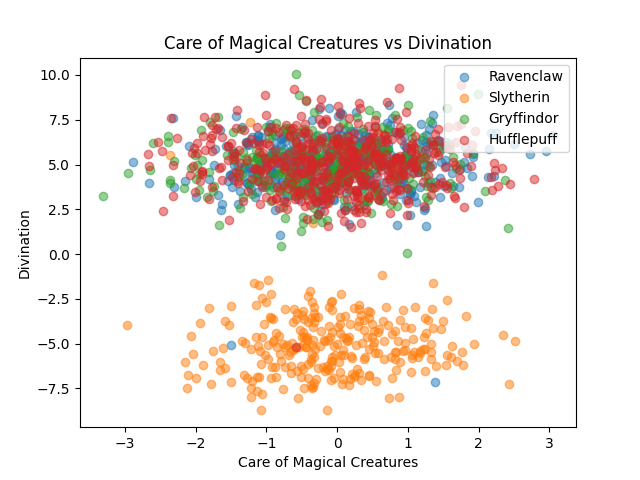 Care of Magical Creatures vs Divination
Ravenclaw
Slytherin
Gryffindor
Hufflepuff
10.0
7.5
5.0
2.5
0.0
−2.5
−5.0
−7.5
Divination
−3
−2
−1
0
1
2
3
Care of Magical Creatures